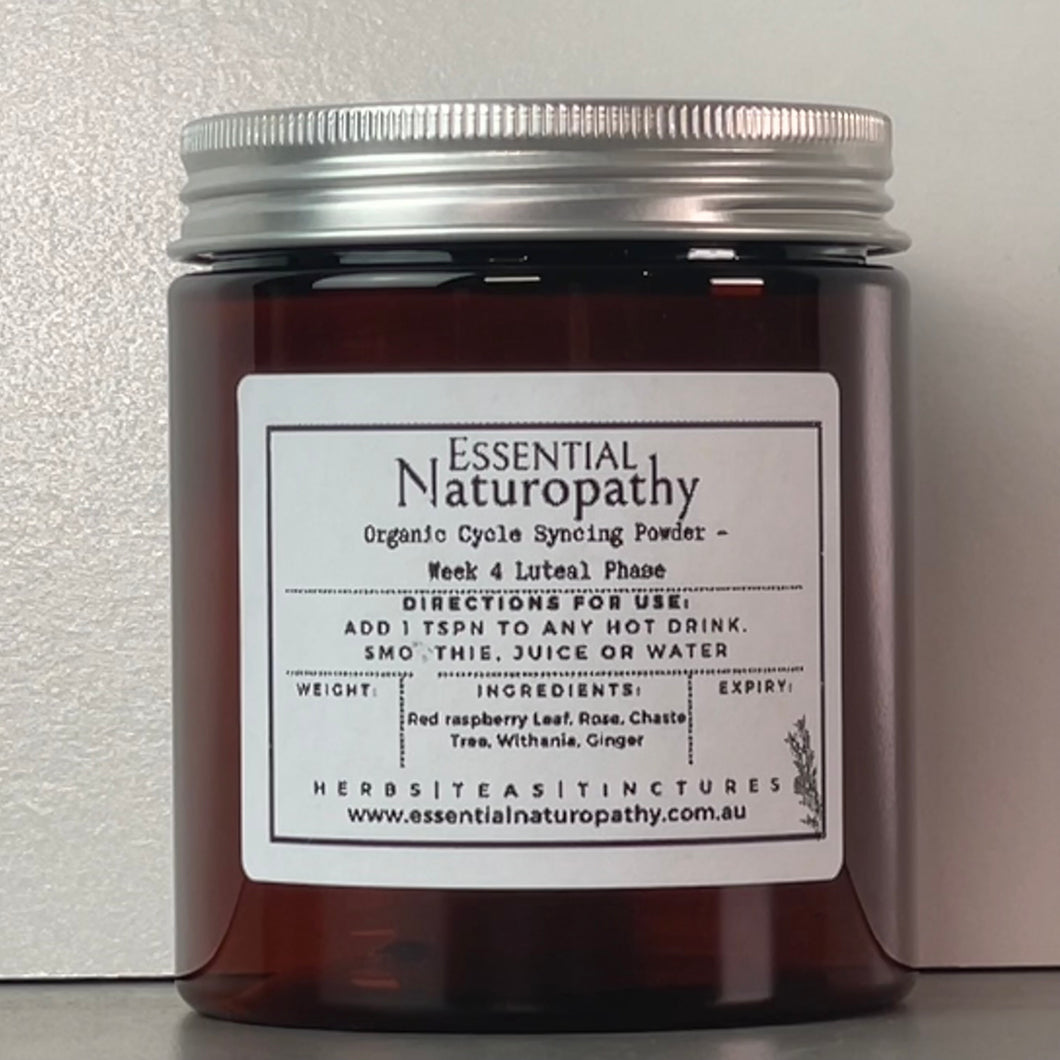 ESSENTIAL
Naturopathy
Organic Cycle Syncing Powder -
Week 4 Luteal Phase
DIRECTIONS FOR USE:
ADD 1 TSPN TO ANY HOT DRINK.
SMO THIE, JUICE OR WATER
WEIGHT:
INGREDIENTS:
EXPIRY:
Red raspberry Leaf, Rose, Chaste
Tree, Withania, Ginger
HERBS|TEAS|TINCTURES
www.essentialnaturopathy.com.au